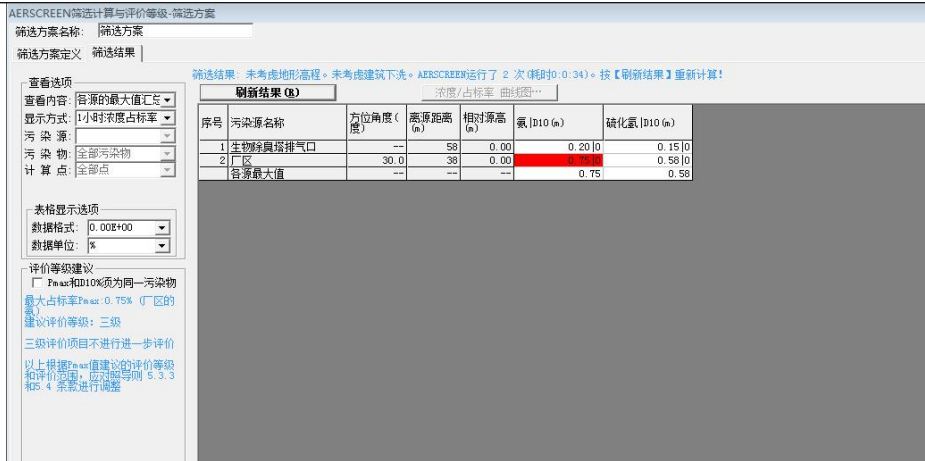 AERSCREEN筛选计算与评价等级-筛选方案
筛选方案名称: 筛选方案
筛选方案定义 筛选结果
筛选结果: 未考虑地形高程。未考虑建筑下洗。AERSCREEN运行了 2 次(耗时0:0:34)。按【刷新结果】重新计算!
查看选项
查看内容: 各源的最大值汇总
显示方式: 1小时浓度占标率
污 染 源:
污 染 物: 全部污染物
计 算 点: 全部点
表格显示选项
数据格式: 0.00E+00
数据单位: %
评价等级建议
Pmax和D10%须为同一污染物
最大占标率Pmax:0.75% (厂区的
氨)
建议评价等级: 三级
三级评价项目不进行进一步评价
以上根据Pmax值建议的评价等级
和评价范围,应对照导则 5.3.3
和5.4 条款进行调整
刷新结果(R) 浓度/占标率 曲线图…
序号 污染源名称 方位角度(度) 离源距离(m) 相对源高(m) 氨|D10(m) 硫化氢|D10(m)
1 生物除臭塔排气口 -- 58 0.00 0.20|0 0.15|0
2 厂区 30.0 38 0.00 0.75|0 0.58|0
各源最大值 -- -- -- 0.75 0.58